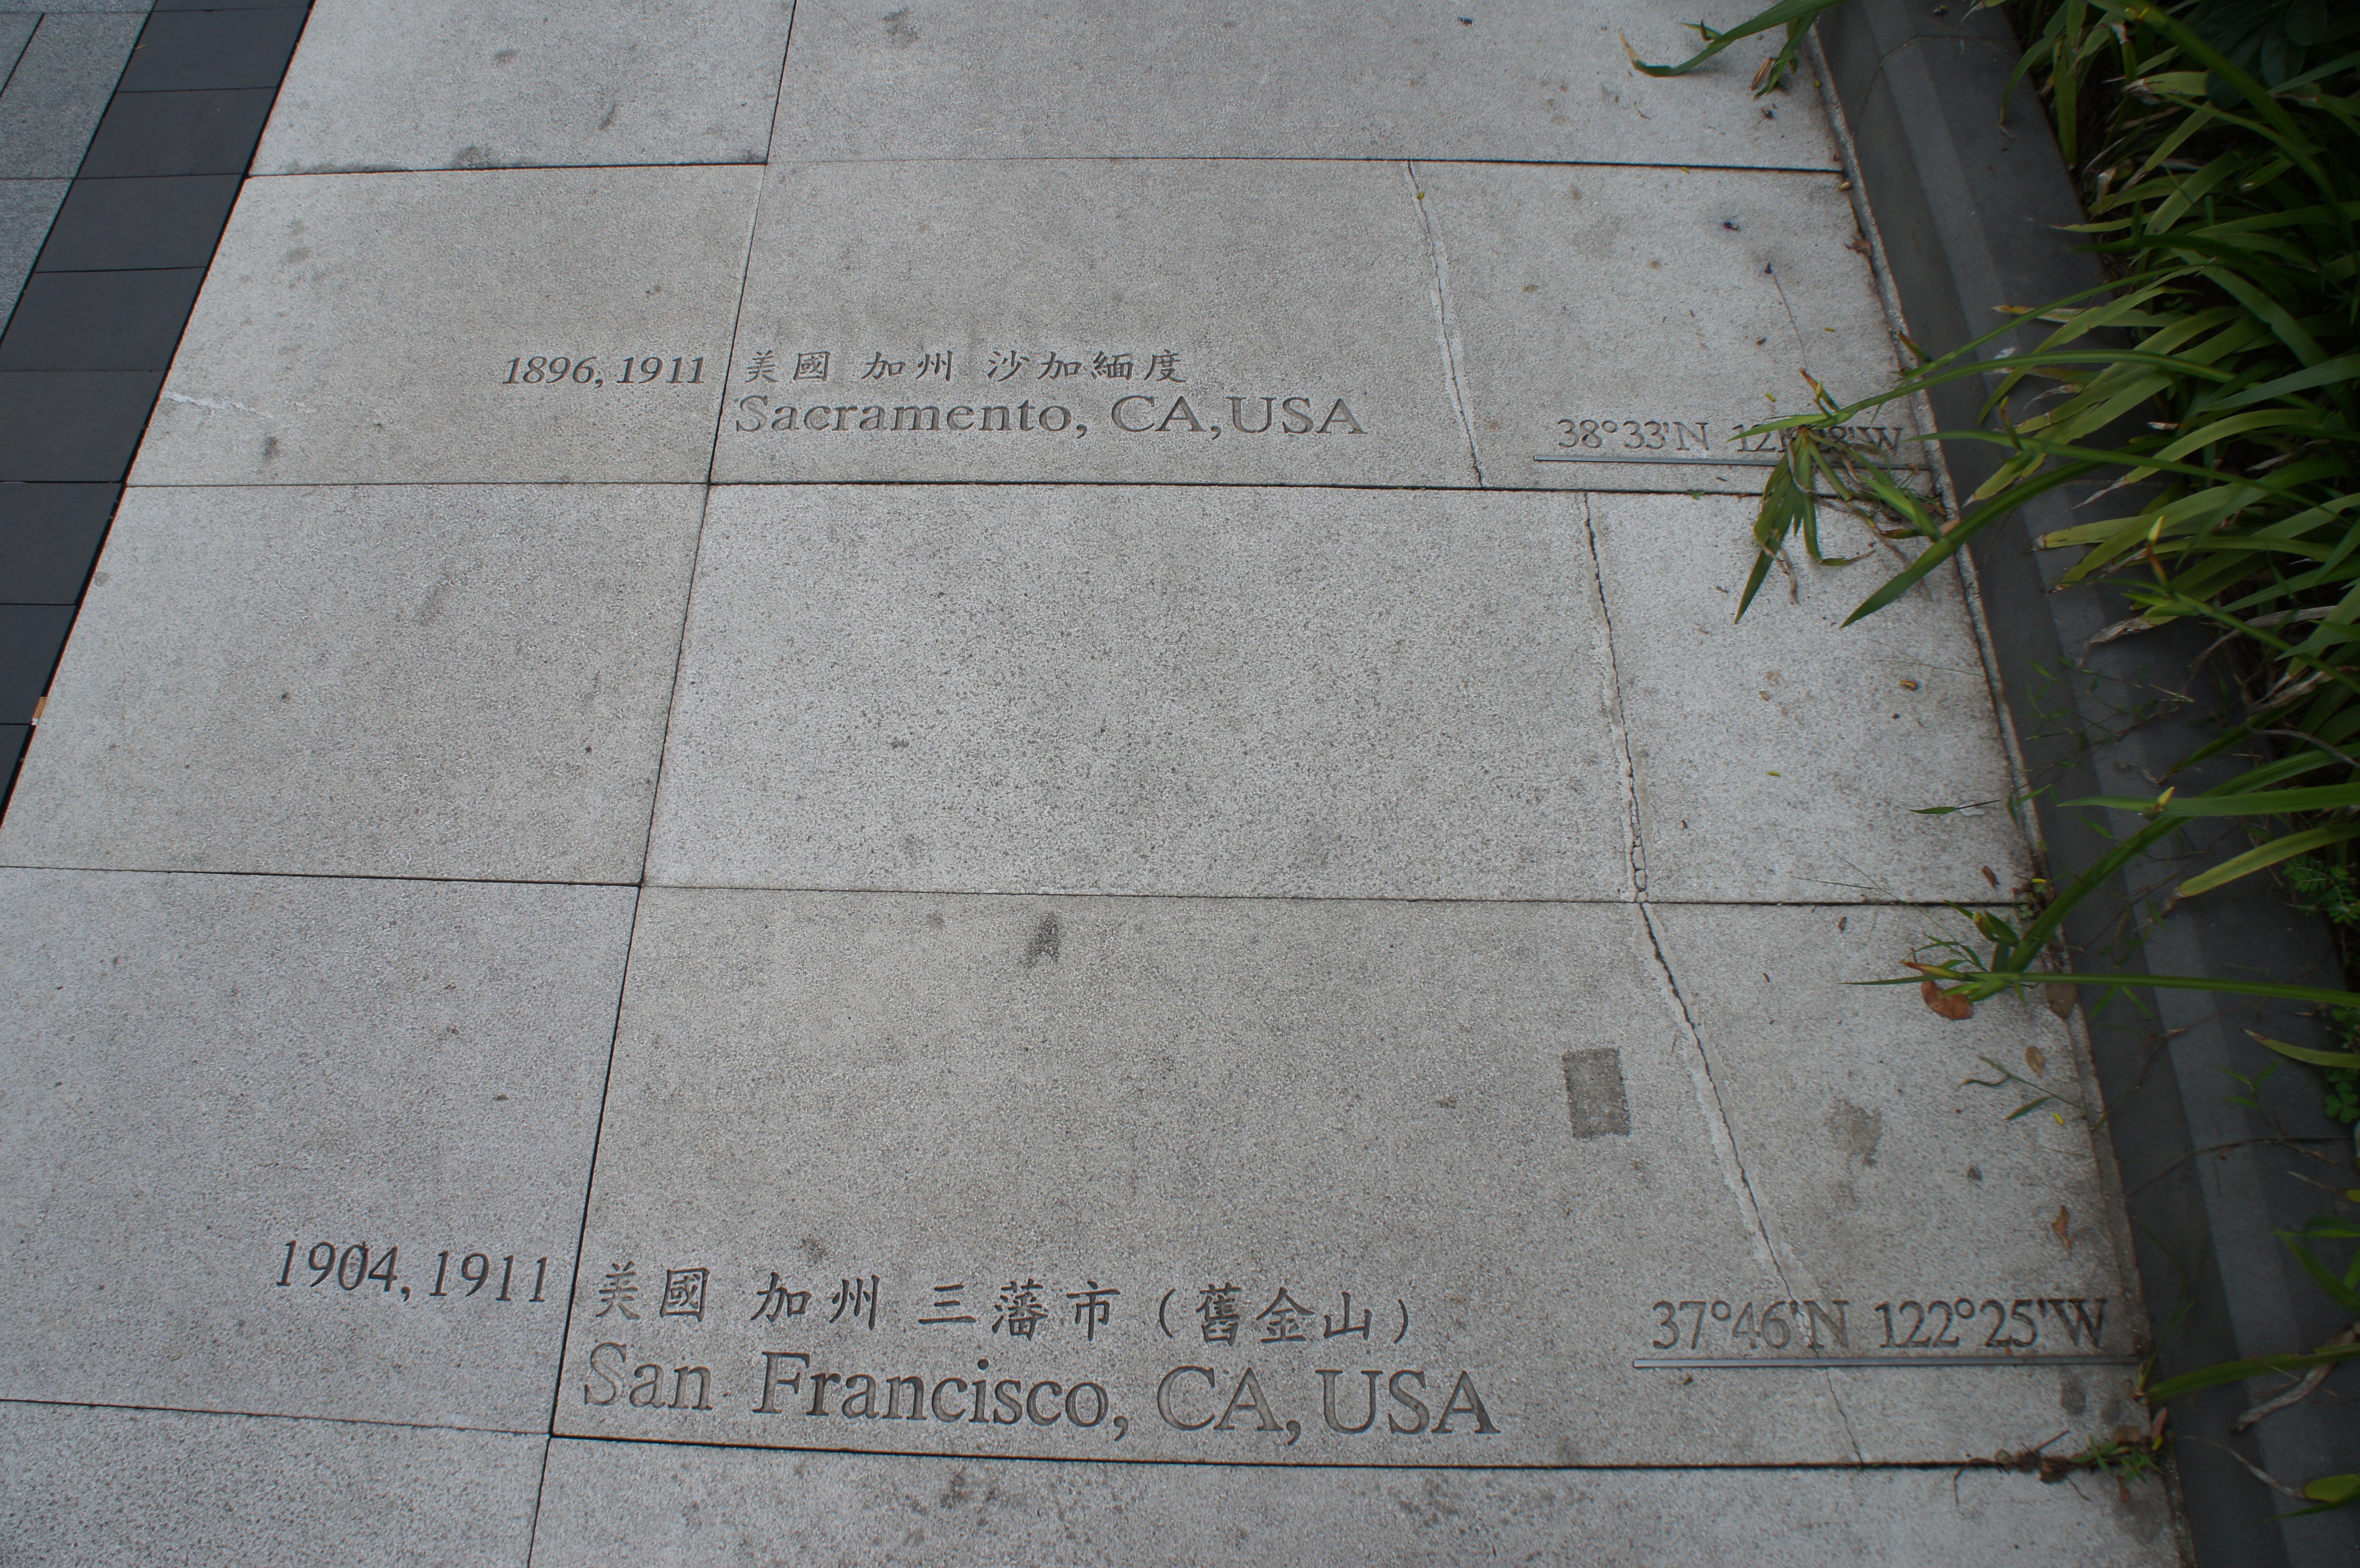 1896, 1911 美國 加州 沙加緬度
Sacramento, CA, USA
38°33'N
1904, 1911 美國 加州 三藩市 (舊金山)
San Francisco, CA, USA
37°46'N 122°25'W